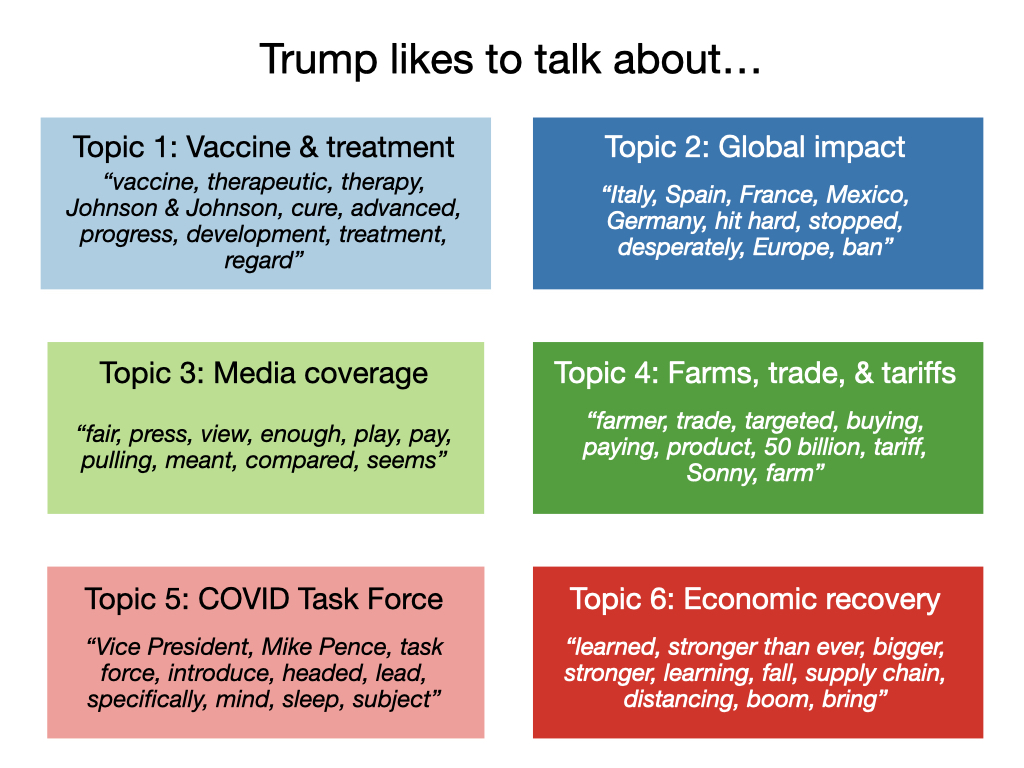 Trump likes to talk about…
Topic 1: Vaccine & treatment
“vaccine, therapeutic, therapy,
Johnson & Johnson, cure, advanced,
progress, development, treatment,
regard”
Topic 2: Global impact
“Italy, Spain, France, Mexico,
Germany, hit hard, stopped,
desperately, Europe, ban”
Topic 3: Media coverage
“fair, press, view, enough, play, pay,
pulling, meant, compared, seems”
Topic 4: Farms, trade, & tariffs
“farmer, trade, targeted, buying,
paying, product, 50 billion, tariff,
Sonny, farm”
Topic 5: COVID Task Force
“Vice President, Mike Pence, task
force, introduce, headed, lead,
specifically, mind, sleep, subject”
Topic 6: Economic recovery
“learned, stronger than ever, bigger,
stronger, learning, fall, supply chain,
distancing, boom, bring”